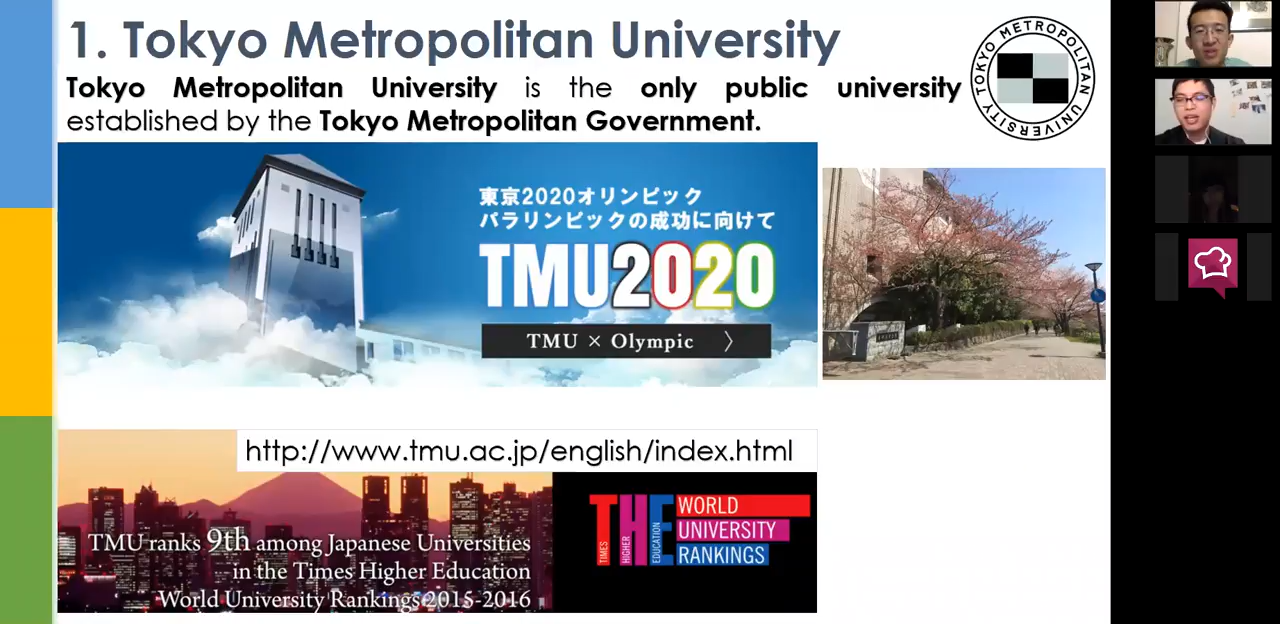 1. Tokyo Metropolitan University
Tokyo Metropolitan University is the only public university
established by the Tokyo Metropolitan Government.
TOKYO METROPOLITAN UNIVERSITY
東京2020オリンピック
パラリンピックの成功に向けて
TMU2020
TMU × Olympic 〉
http://www.tmu.ac.jp/english/index.html
TMU ranks 9th among Japanese Universities
in the Times Higher Education
World University Rankings 2015-2016
THE
TIMES
HIGHER
EDUCATION
WORLD
UNIVERSITY
RANKINGS